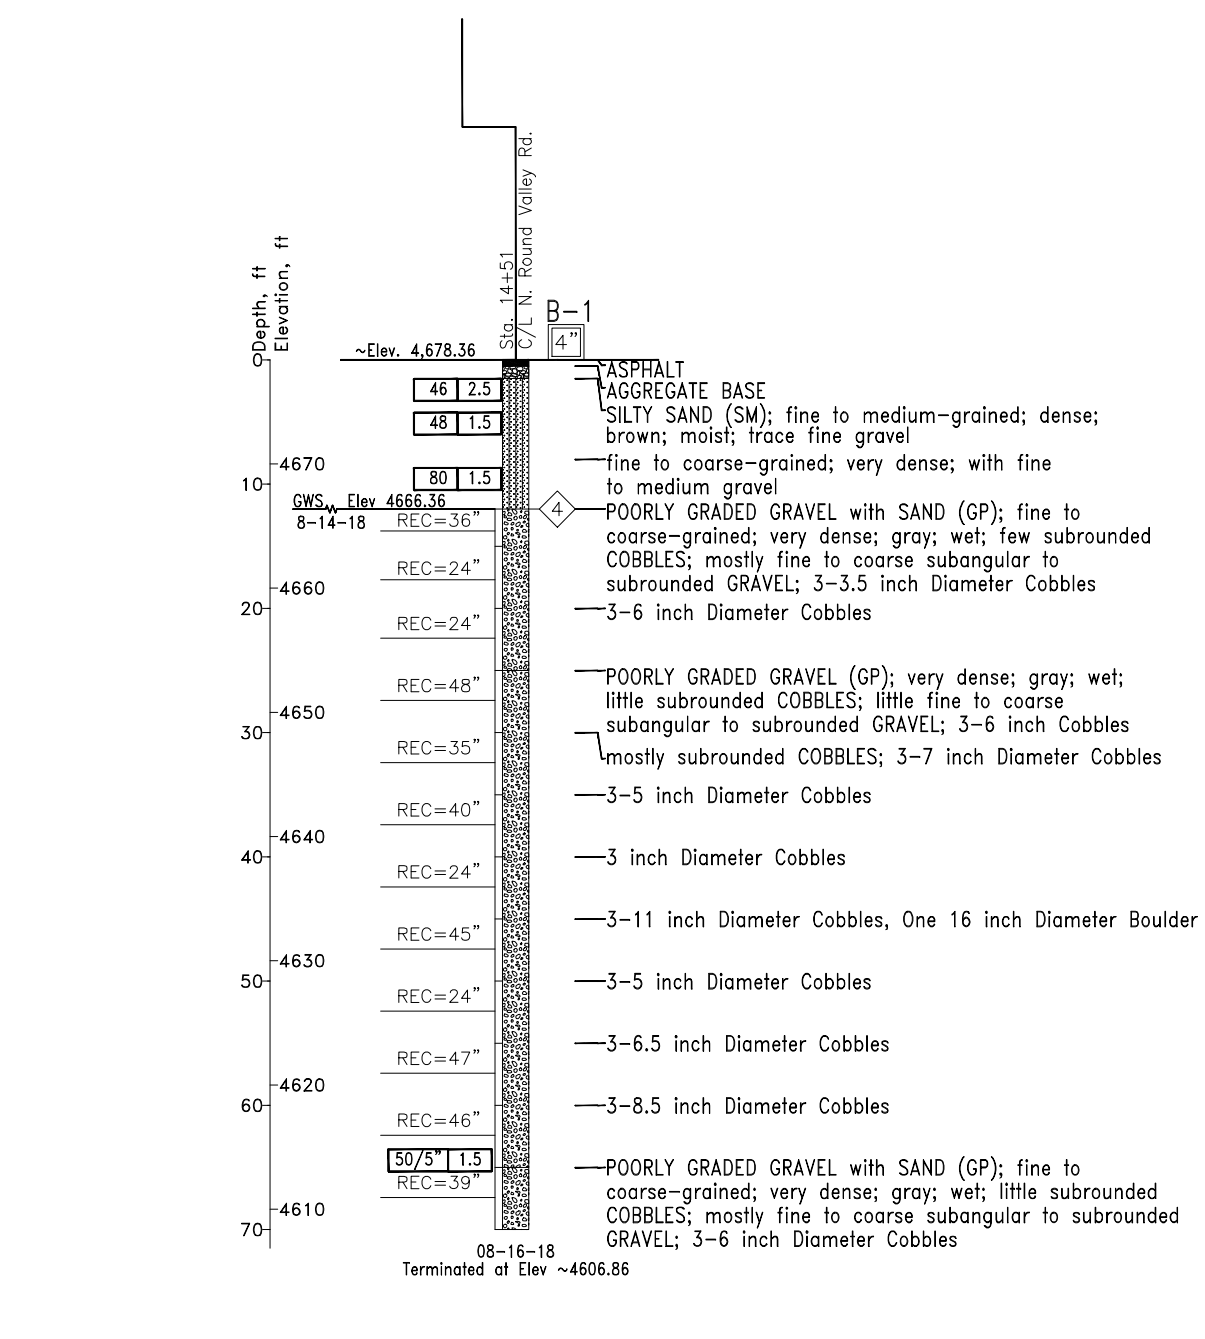 Sta. 14+51
C/L N. Round Valley Rd.
Depth, ft
Elevation, ft
B-1
4”
~Elev. 4,678.36
0
ASPHALT
46 2.5
AGGREGATE BASE
48 1.5
SILTY SAND (SM); fine to medium-grained; dense;
brown; moist; trace fine gravel
4670
fine to coarse-grained; very dense; with fine
to medium gravel
10
80 1.5
GWS Elev 4666.36
8-14-18
4
REC=36”
POORLY GRADED GRAVEL with SAND (GP); fine to
coarse-grained; very dense; gray; wet; few subrounded
COBBLES; mostly fine to coarse subangular to
subrounded GRAVEL; 3-3.5 inch Diameter Cobbles
REC=24”
4660
20
3-6 inch Diameter Cobbles
REC=24”
REC=48”
POORLY GRADED GRAVEL (GP); very dense; gray; wet;
little subrounded COBBLES; little fine to coarse
subangular to subrounded GRAVEL; 3-6 inch Cobbles
4650
30
REC=35”
mostly subrounded COBBLES; 3-7 inch Diameter Cobbles
3-5 inch Diameter Cobbles
REC=40”
4640
40
3 inch Diameter Cobbles
REC=24”
3-11 inch Diameter Cobbles, One 16 inch Diameter Boulder
REC=45”
4630
50
3-5 inch Diameter Cobbles
REC=24”
3-6.5 inch Diameter Cobbles
REC=47”
4620
60
3-8.5 inch Diameter Cobbles
REC=46”
50/5” 1.5
REC=39”
POORLY GRADED GRAVEL with SAND (GP); fine to
coarse-grained; very dense; gray; wet; little subrounded
COBBLES; mostly fine to coarse subangular to subrounded
GRAVEL; 3-6 inch Diameter Cobbles
4610
70
08-16-18
Terminated at Elev ~4606.86